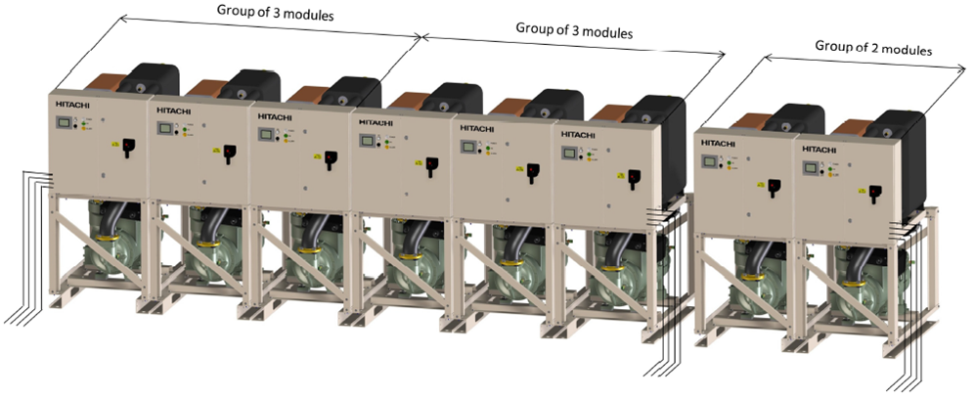 Group of 3 modules
Group of 3 modules
Group of 2 modules
HITACHI
HITACHI
HITACHI
HITACHI
HITACHI
HITACHI
HITACHI
HITACHI